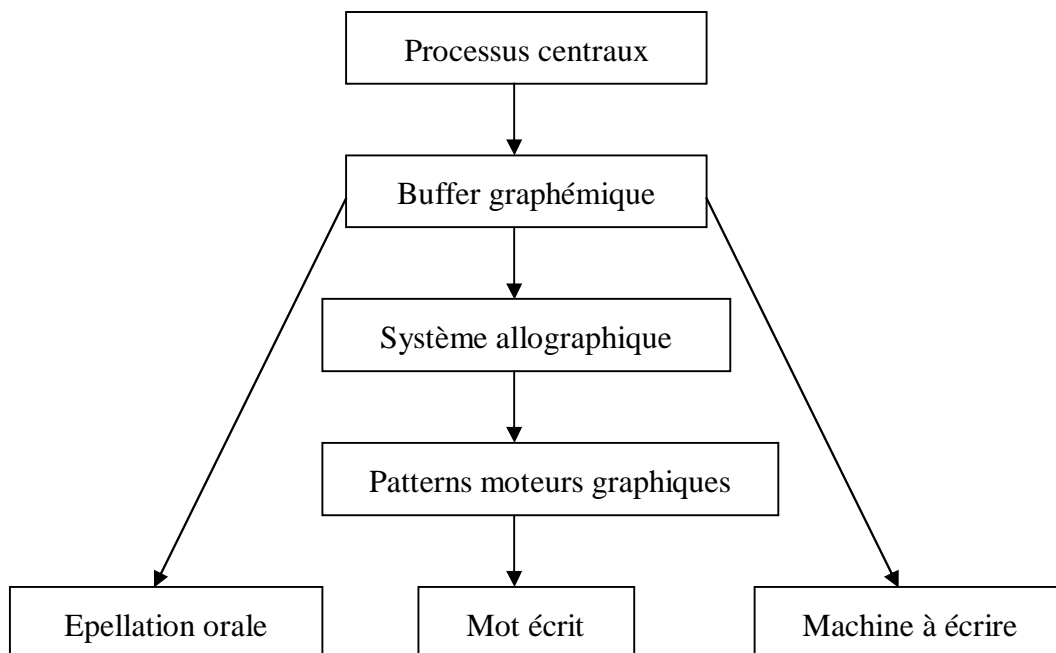 Processus centraux
Buffer graphémique
Système allographique
Patterns moteurs graphiques
Epellation orale
Mot écrit
Machine à écrire